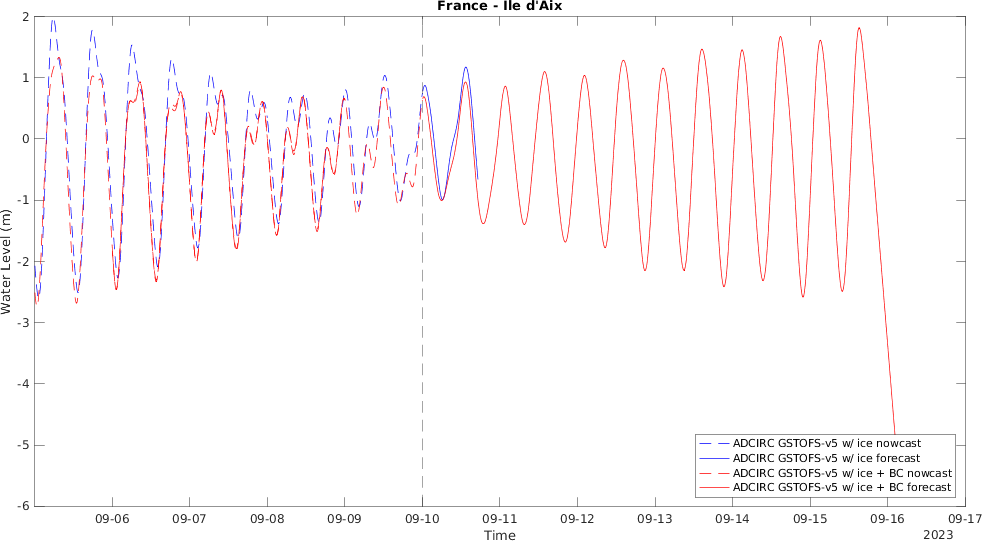 France - Ile d'Aix
2
1
0
-1
-2
-3
-4
-5
-6
Water Level (m)
09-06 09-07 09-08 09-09 09-10 09-11 09-12 09-13 09-14 09-15 09-16 09-17
Time
2023
ADCIRC GSTOFS-v5 w/ ice nowcast
ADCIRC GSTOFS-v5 w/ ice forecast
ADCIRC GSTOFS-v5 w/ ice + BC nowcast
ADCIRC GSTOFS-v5 w/ ice + BC forecast